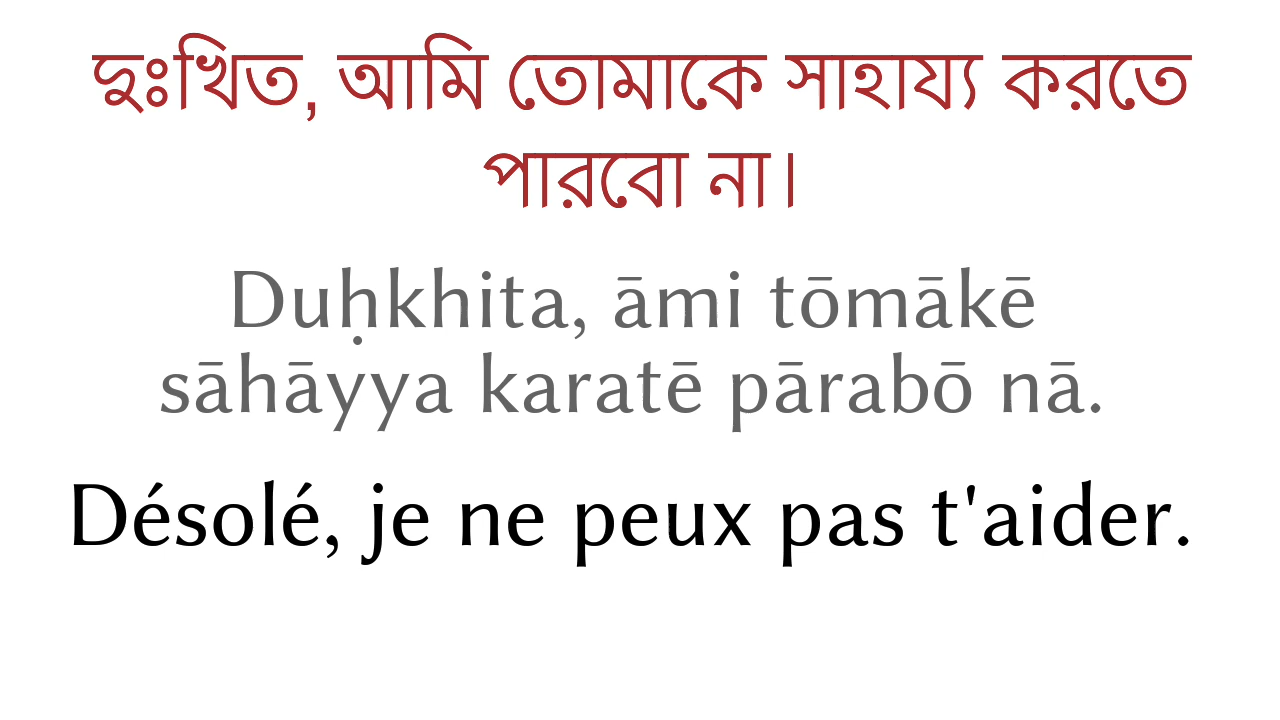 দুঃখিত, আমি তোমাকে সাহায্য করতে
পারবো না।
Duḥkhita, āmi tōmākē
sāhāyya karatē pārabō nā.
Désolé, je ne peux pas t'aider.